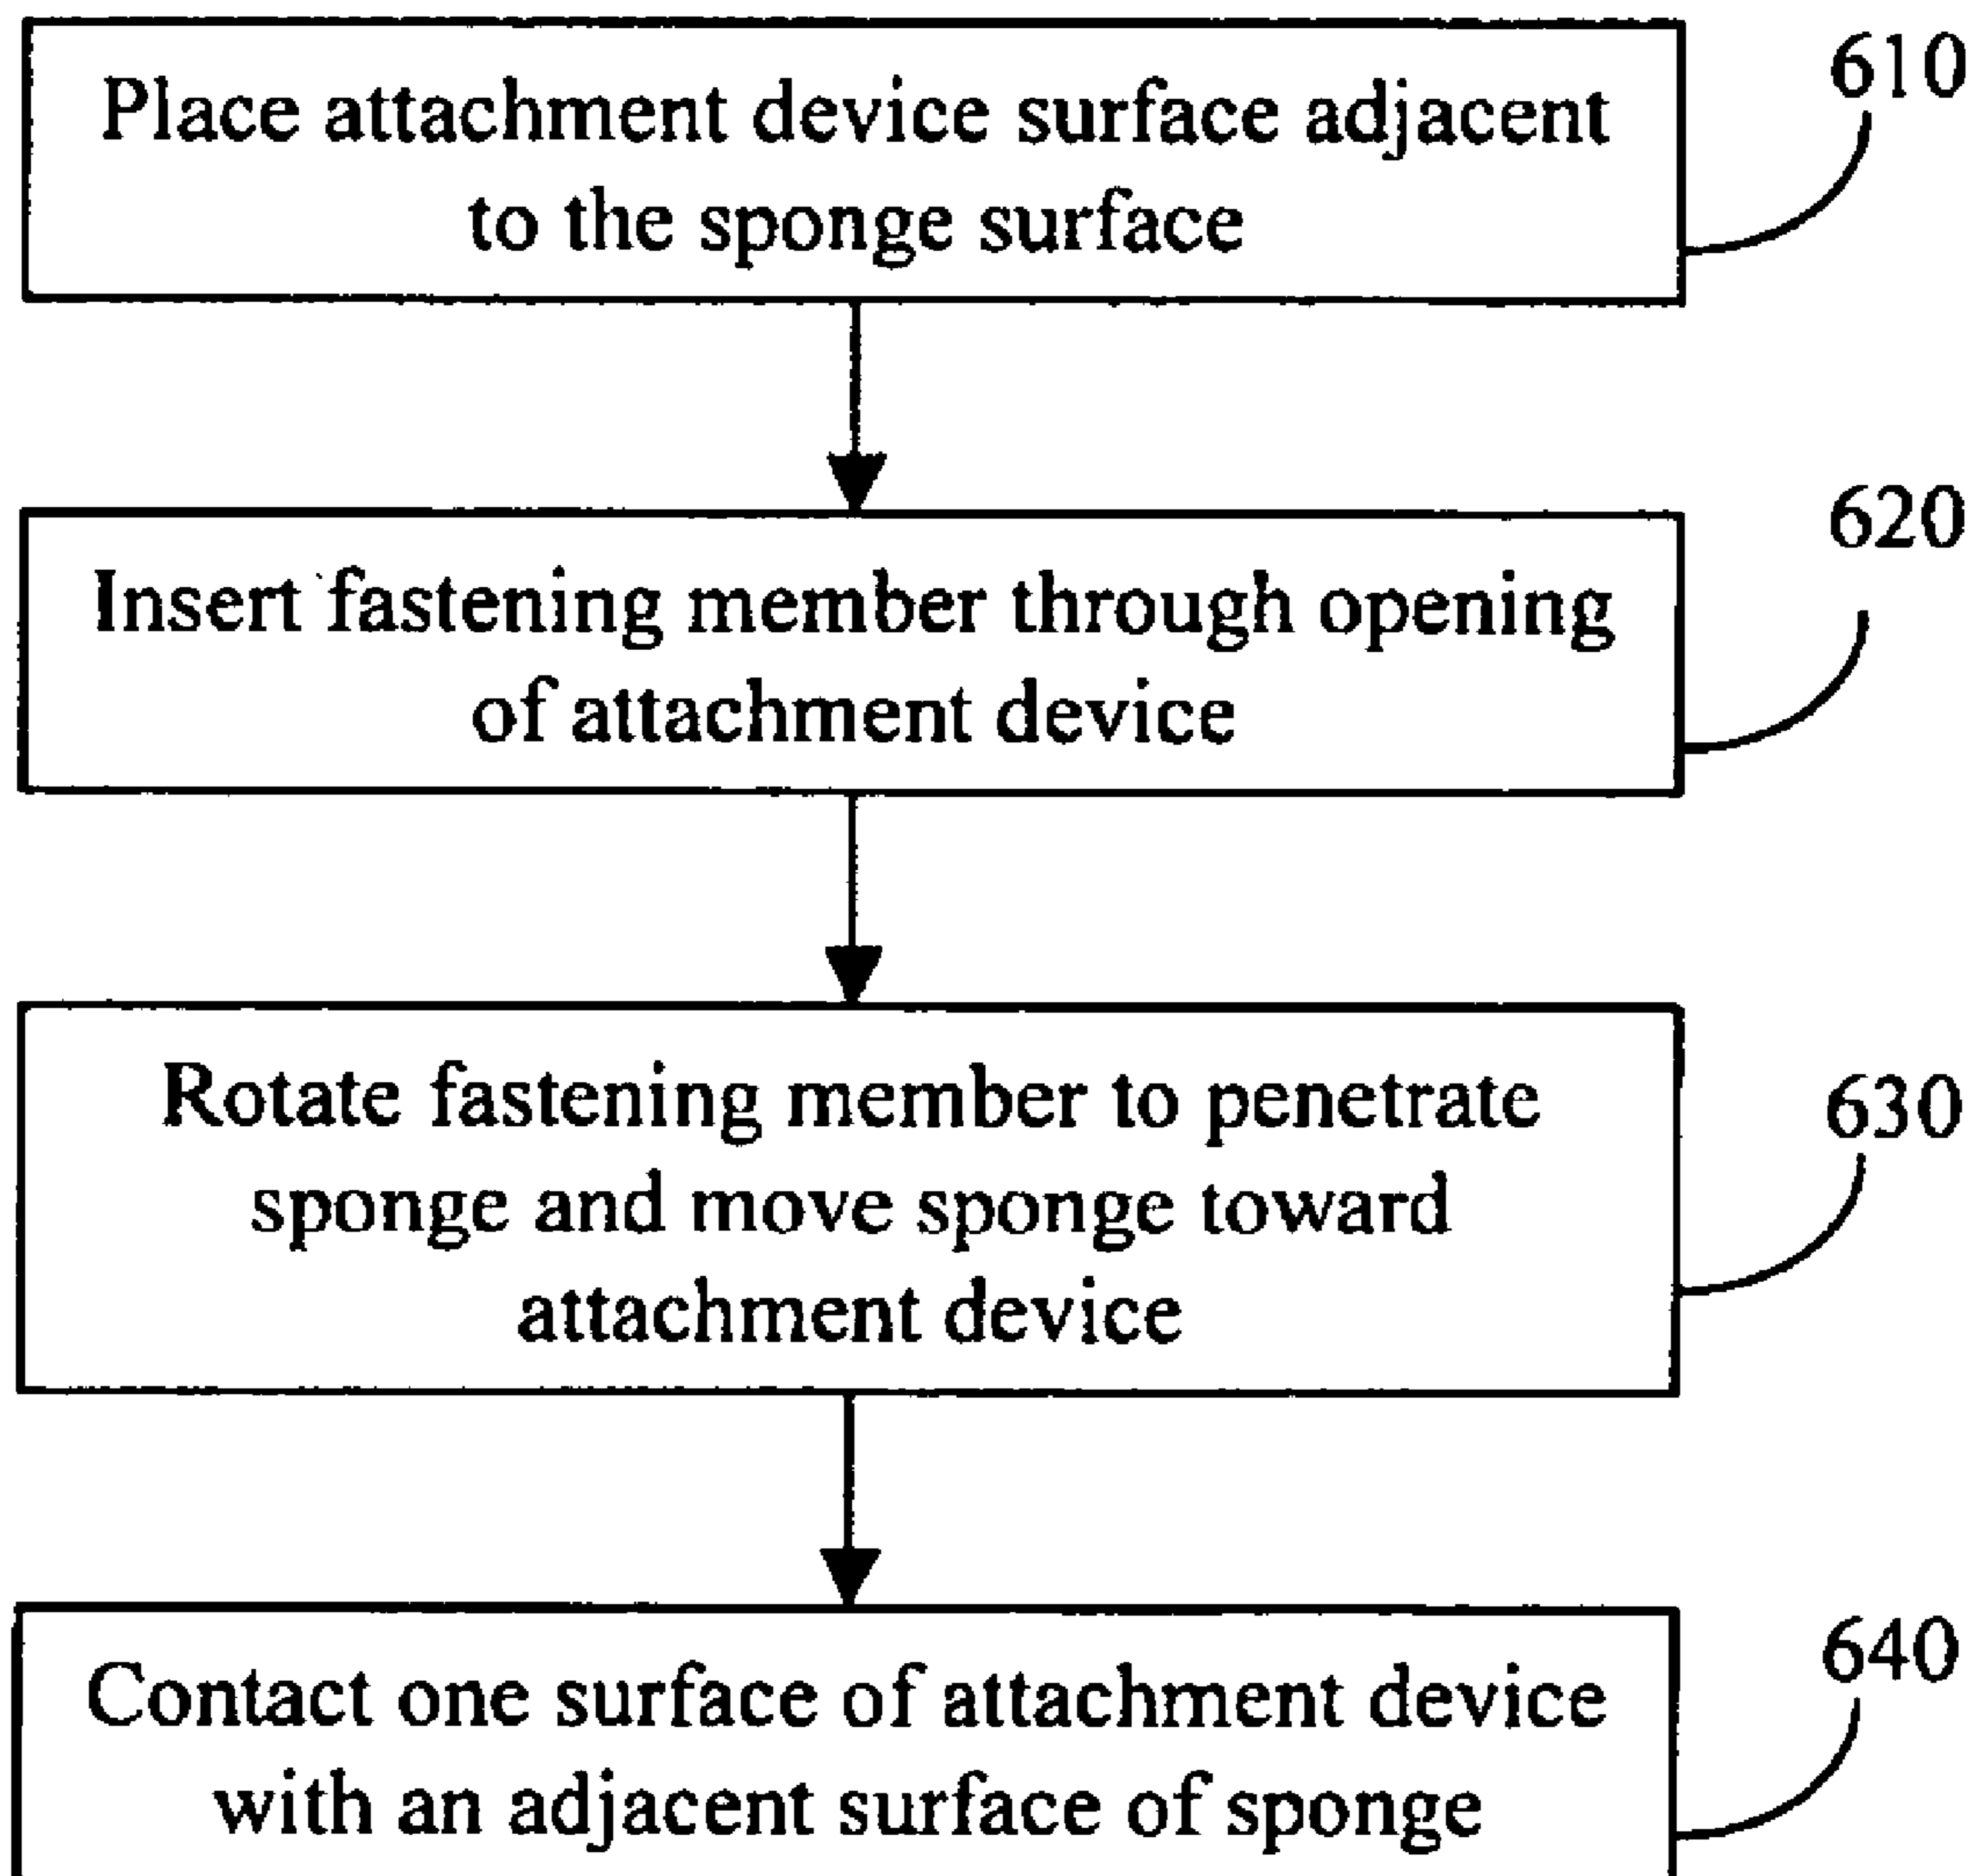 Place attachment device surface adjacent
to the sponge surface
610
Insert fastening member through opening
of attachment device
620
Rotate fastening member to penetrate
sponge and move sponge toward
attachment device
630
Contact one surface of attachment device
with an adjacent surface of sponge
640